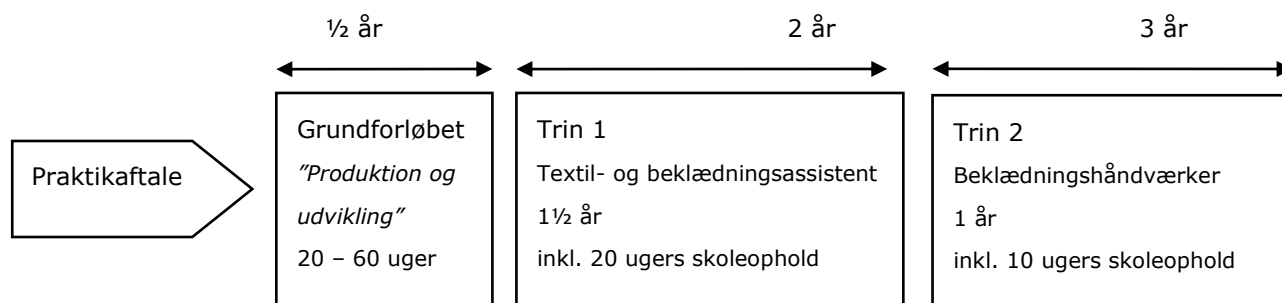 ½ år
2 år
3 år
Praktikaftale
Grundforløbet
”Produktion og
udvikling”
20 – 60 uger
Trin 1
Textil- og beklædningsassistent
1½ år
inkl. 20 ugers skoleophold
Trin 2
Beklædningshåndværker
1 år
inkl. 10 ugers skoleophold